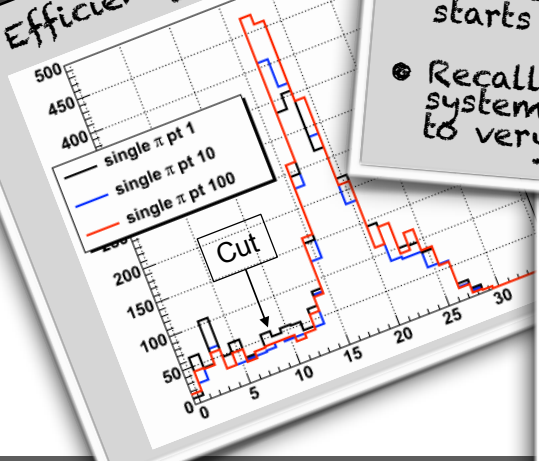 starts
Recall
system
to very
500
450
400
single π pt 1
single π pt 10
single π pt 100
200
150
100
50
0
Cut
0 5 10 15 20 25 30